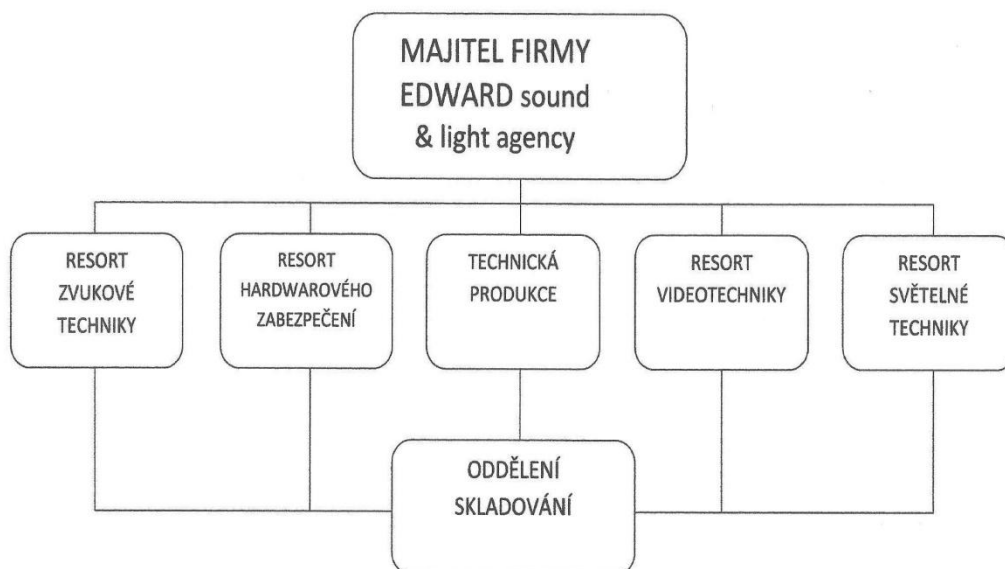 MAJITEL FIRMY
EDWARD sound
& light agency
RESORT
ZVUKOVÉ
TECHNIKY
RESORT
HARDWAROVÉHO
ZABEZPEČENÍ
TECHNICKÁ
PRODUKCE
RESORT
VIDEOTECHNIKY
RESORT
SVĚTELNÉ
TECHNIKY
ODDĚLENÍ
SKLADOVÁNÍ